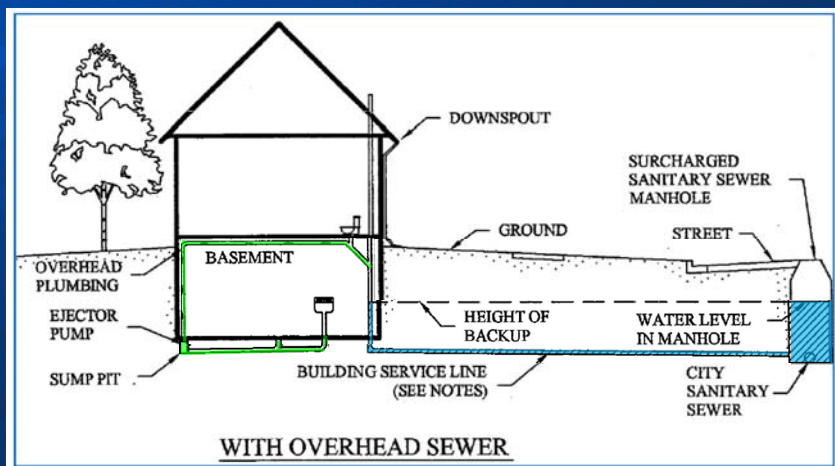 DOWNSPOUT
SURCHARGED
SANITARY SEWER
MANHOLE
GROUND
STREET
OVERHEAD
PLUMBING
BASEMENT
EJECTOR
PUMP
HEIGHT OF
BACKUP
WATER LEVEL
IN MANHOLE
SUMP PIT
BUILDING SERVICE LINE
(SEE NOTES)
CITY
SANITARY
SEWER
WITH OVERHEAD SEWER